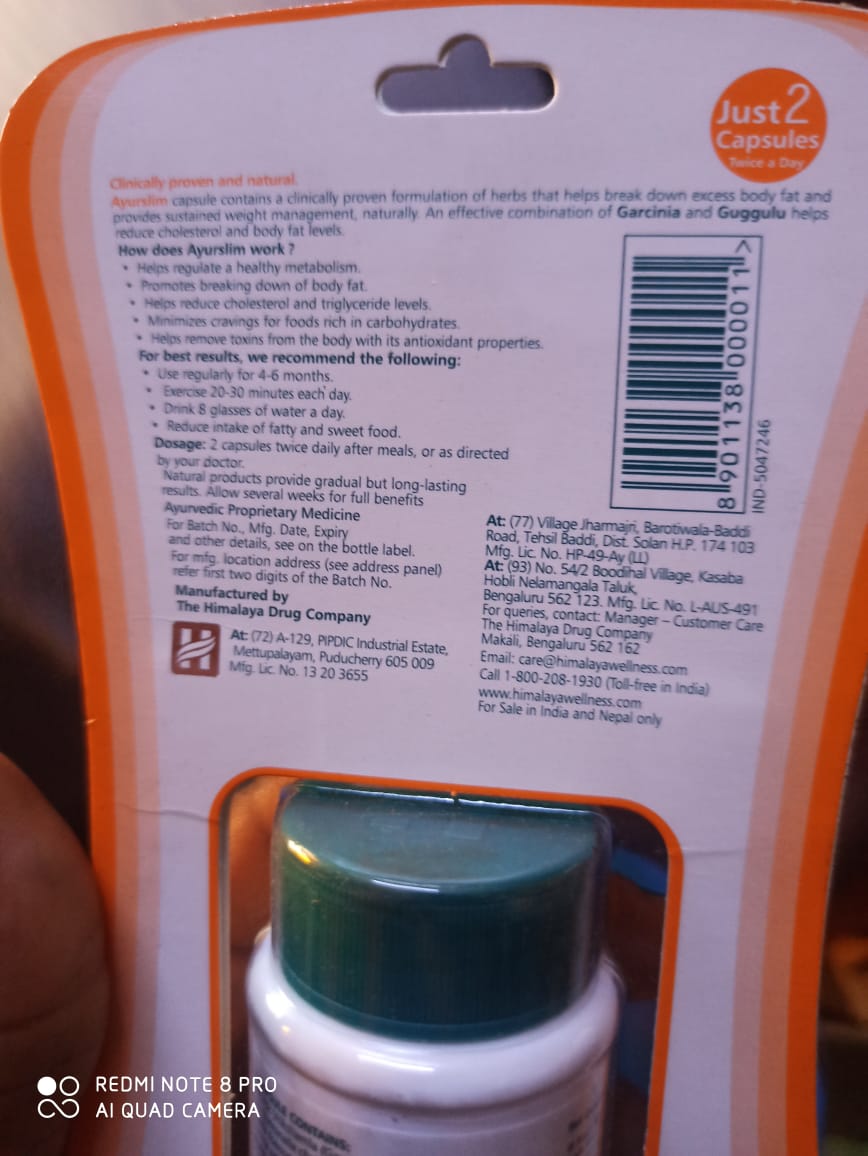 Just 2
Capsules
Twice a Day
Clinically proven and natural.
Ayurslim capsule contains a clinically proven formulation of herbs that helps break down excess body fat and
provides sustained weight management, naturally. An effective combination of Garcinia and Guggulu helps
reduce cholesterol and body fat levels.
How does Ayurslim work ?
• Helps regulate a healthy metabolism.
• Promotes breaking down of body fat.
• Helps reduce cholesterol and triglyceride levels.
• Minimizes cravings for foods rich in carbohydrates.
• Helps remove toxins from the body with its antioxidant properties.
For best results, we recommend the following:
• Use regularly for 4-6 months.
• Exercise 20-30 minutes each day.
• Drink 8 glasses of water a day.
• Reduce intake of fatty and sweet food.
Dosage: 2 capsules twice daily after meals, or as directed
by your doctor.
Natural products provide gradual but long-lasting
results. Allow several weeks for full benefits
Ayurvedic Proprietary Medicine
For Batch No., Mfg. Date, Expiry
and other details, see on the bottle label.
For mfg. location address (see address panel)
refer first two digits of the Batch No.
Manufactured by
The Himalaya Drug Company
At: (72) A-129, PIPDIC Industrial Estate,
Mettupalayam, Puducherry 605 009
Mfg. Lic. No. 13 20 3655
8 901138 000011 >
IND-5047246
At: (77) Village Jharmajri, Barotiwala-Baddi
Road, Tehsil Baddi, Dist. Solan H.P. 174 103
Mfg. Lic. No. HP-49-Ay (LL)
At: (93) No. 54/2 Boodihal Village, Kasaba
Hobli Nelamangala Taluk,
Bengaluru 562 123. Mfg. Lic. No. L-AUS-491
For queries, contact: Manager – Customer Care
The Himalaya Drug Company
Makali, Bengaluru 562 162
Email: care@himalayawellness.com
Call 1-800-208-1930 (Toll-free in India)
www.himalayawellness.com
For Sale in India and Nepal only
CONTAINS:
REDMI NOTE 8 PRO
AI QUAD CAMERA